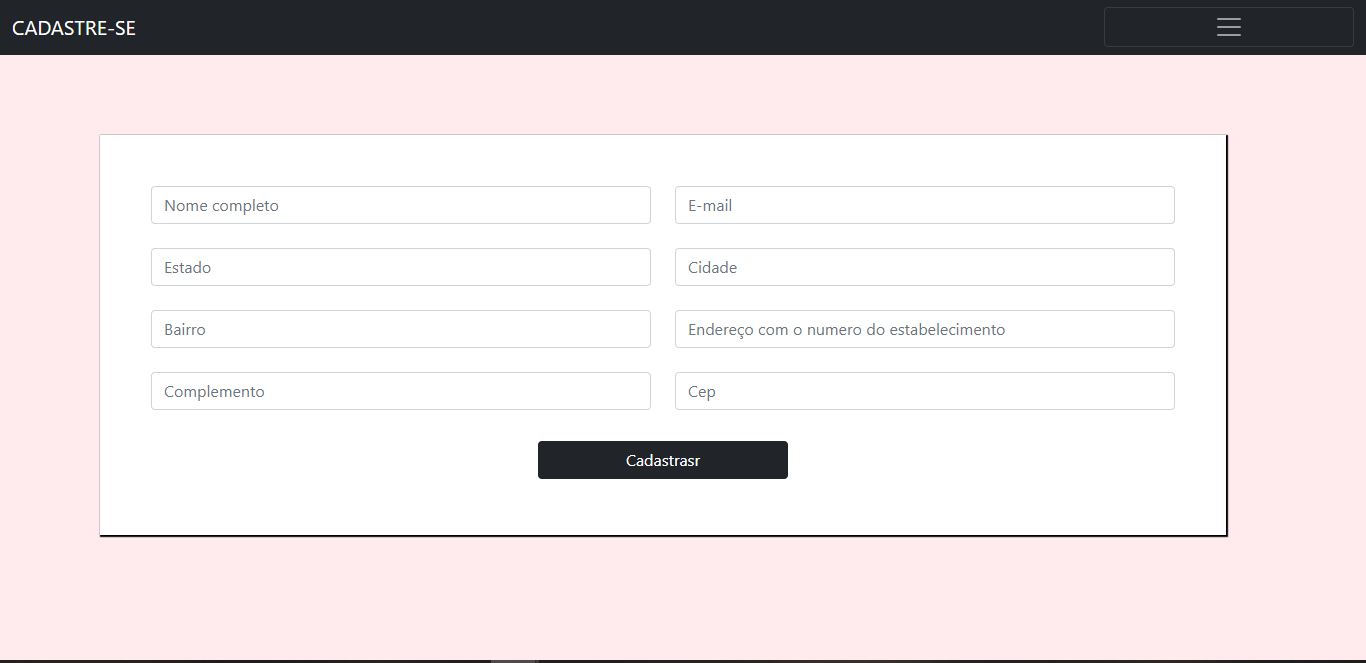 CADASTRE-SE
Nome completo
E-mail
Estado
Cidade
Bairro
Endereço com o numero do estabelecimento
Complemento
Cep
Cadastrasr